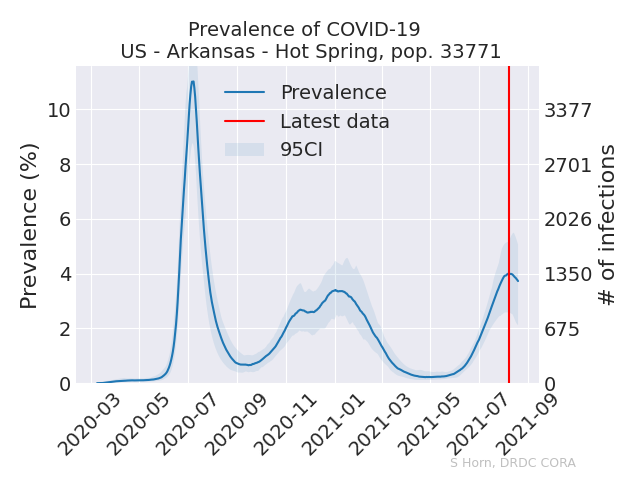 Prevalence of COVID-19
US - Arkansas - Hot Spring, pop. 33771
Prevalence
Latest data
95CI
Prevalence (%)
0
2
4
6
8
10
# of infections
0
675
1350
2026
2701
3377
2020-03
2020-05
2020-07
2020-09
2020-11
2021-01
2021-03
2021-05
2021-07
2021-09
S Horn, DRDC CORA